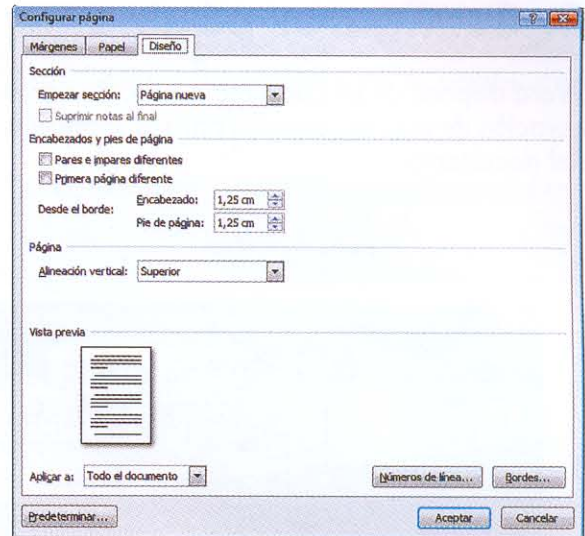 Configurar página
Márgenes Papel Diseño
Sección
Empezar sección: Página nueva
Suprimir notas al final
Encabezados y pies de página
Pares e impares diferentes
Primera página diferente
Desde el borde:
Encabezado: 1,25 cm
Pie de página: 1,25 cm
Página
Alineación vertical: Superior
Vista previa
Aplicar a: Todo el documento
Números de línea... Bordes...
Predeterminar... Aceptar Cancelar